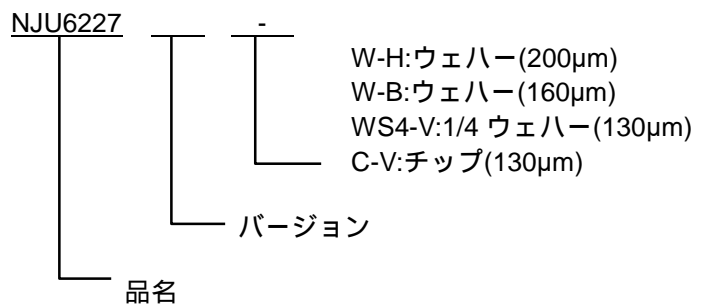 NJU6227 -
W-H:ウェハー(200µm)
W-B:ウェハー(160µm)
WS4-V:1/4 ウェハー(130µm)
C-V:チップ(130µm)
バージョン
品名